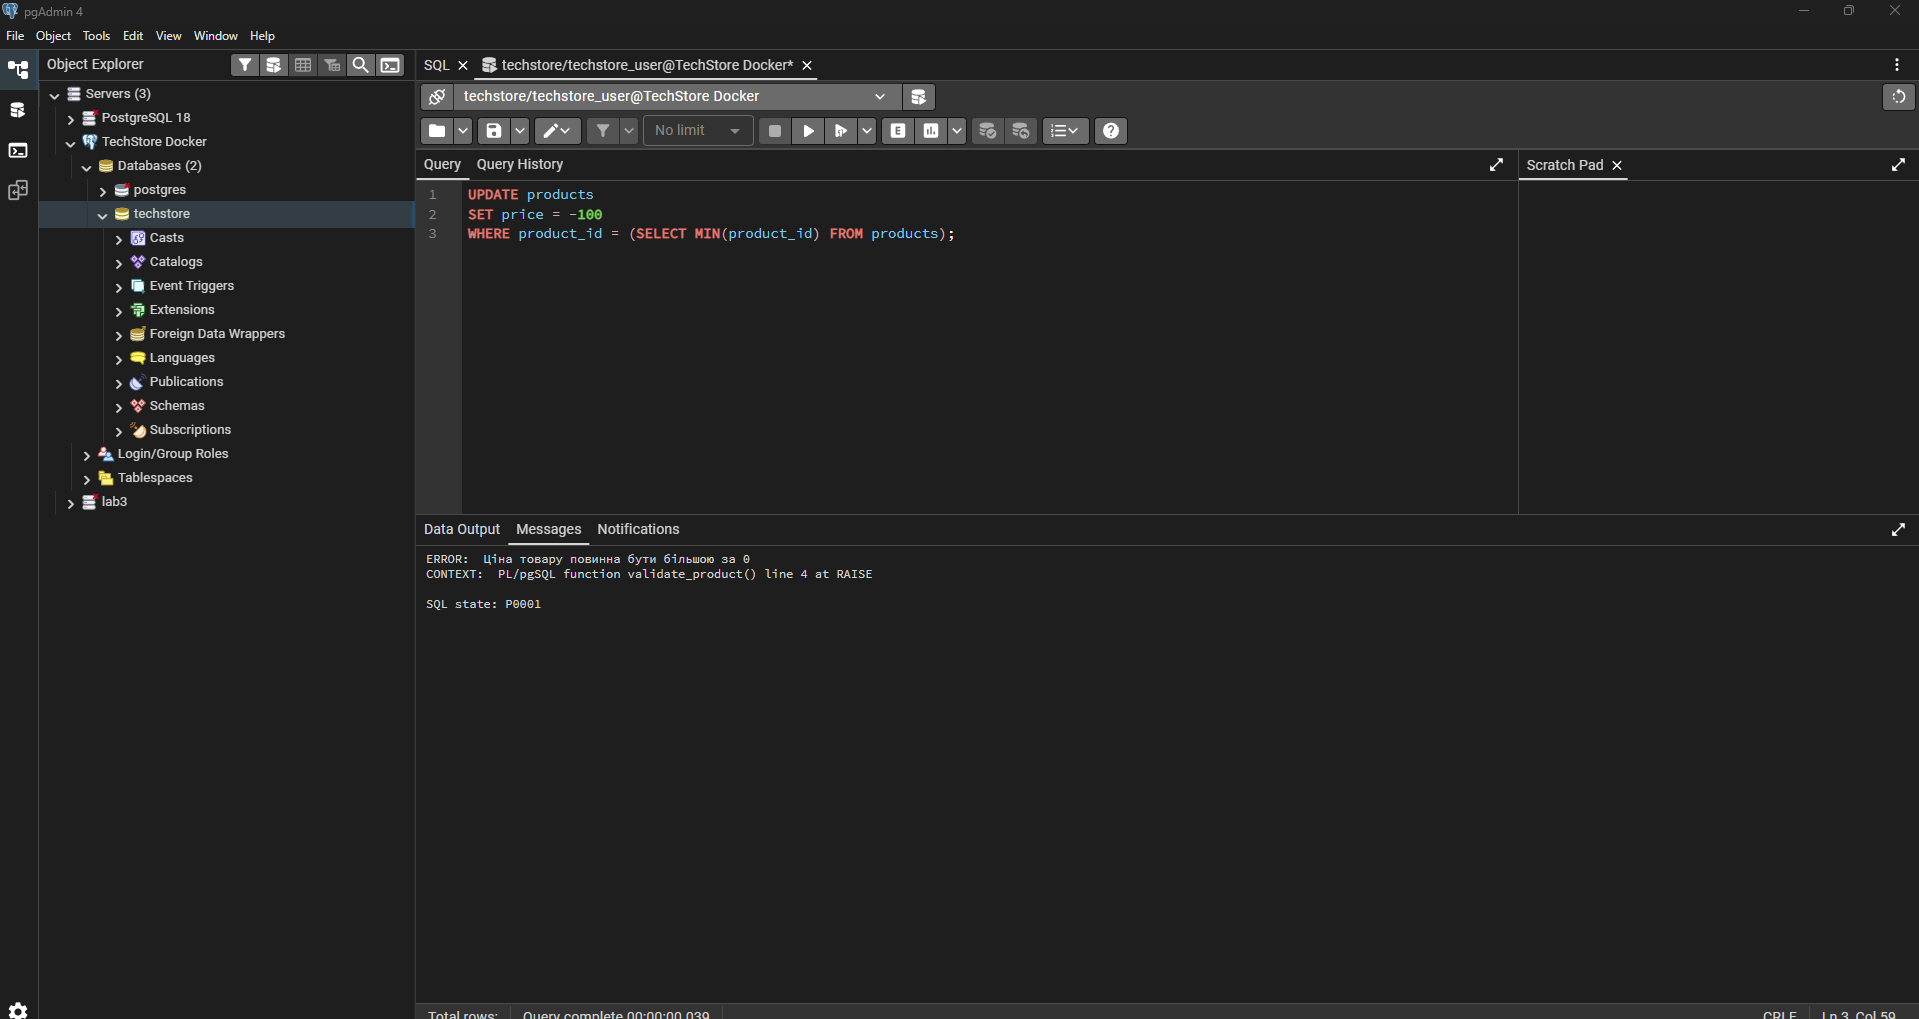 pgAdmin 4
File Object Tools Edit View Window Help
Object Explorer
Servers (3)
PostgreSQL 18
TechStore Docker
Databases (2)
postgres
techstore
Casts
Catalogs
Event Triggers
Extensions
Foreign Data Wrappers
Languages
Publications
Schemas
Subscriptions
Login/Group Roles
Tablespaces
lab3
SQL techstore/techstore_user@TechStore Docker*
techstore/techstore_user@TechStore Docker
No limit E
Query Query History
Scratch Pad
1 UPDATE products
2 SET price = -100
3 WHERE product_id = (SELECT MIN(product_id) FROM products);
Data Output Messages Notifications
ERROR: Ціна товару повинна бути більшою за 0
CONTEXT: PL/pgSQL function validate_product() line 4 at RAISE
SQL state: P0001
Total rows: Query complete 00:00:00.039 CRLF Ln 3, Col 59